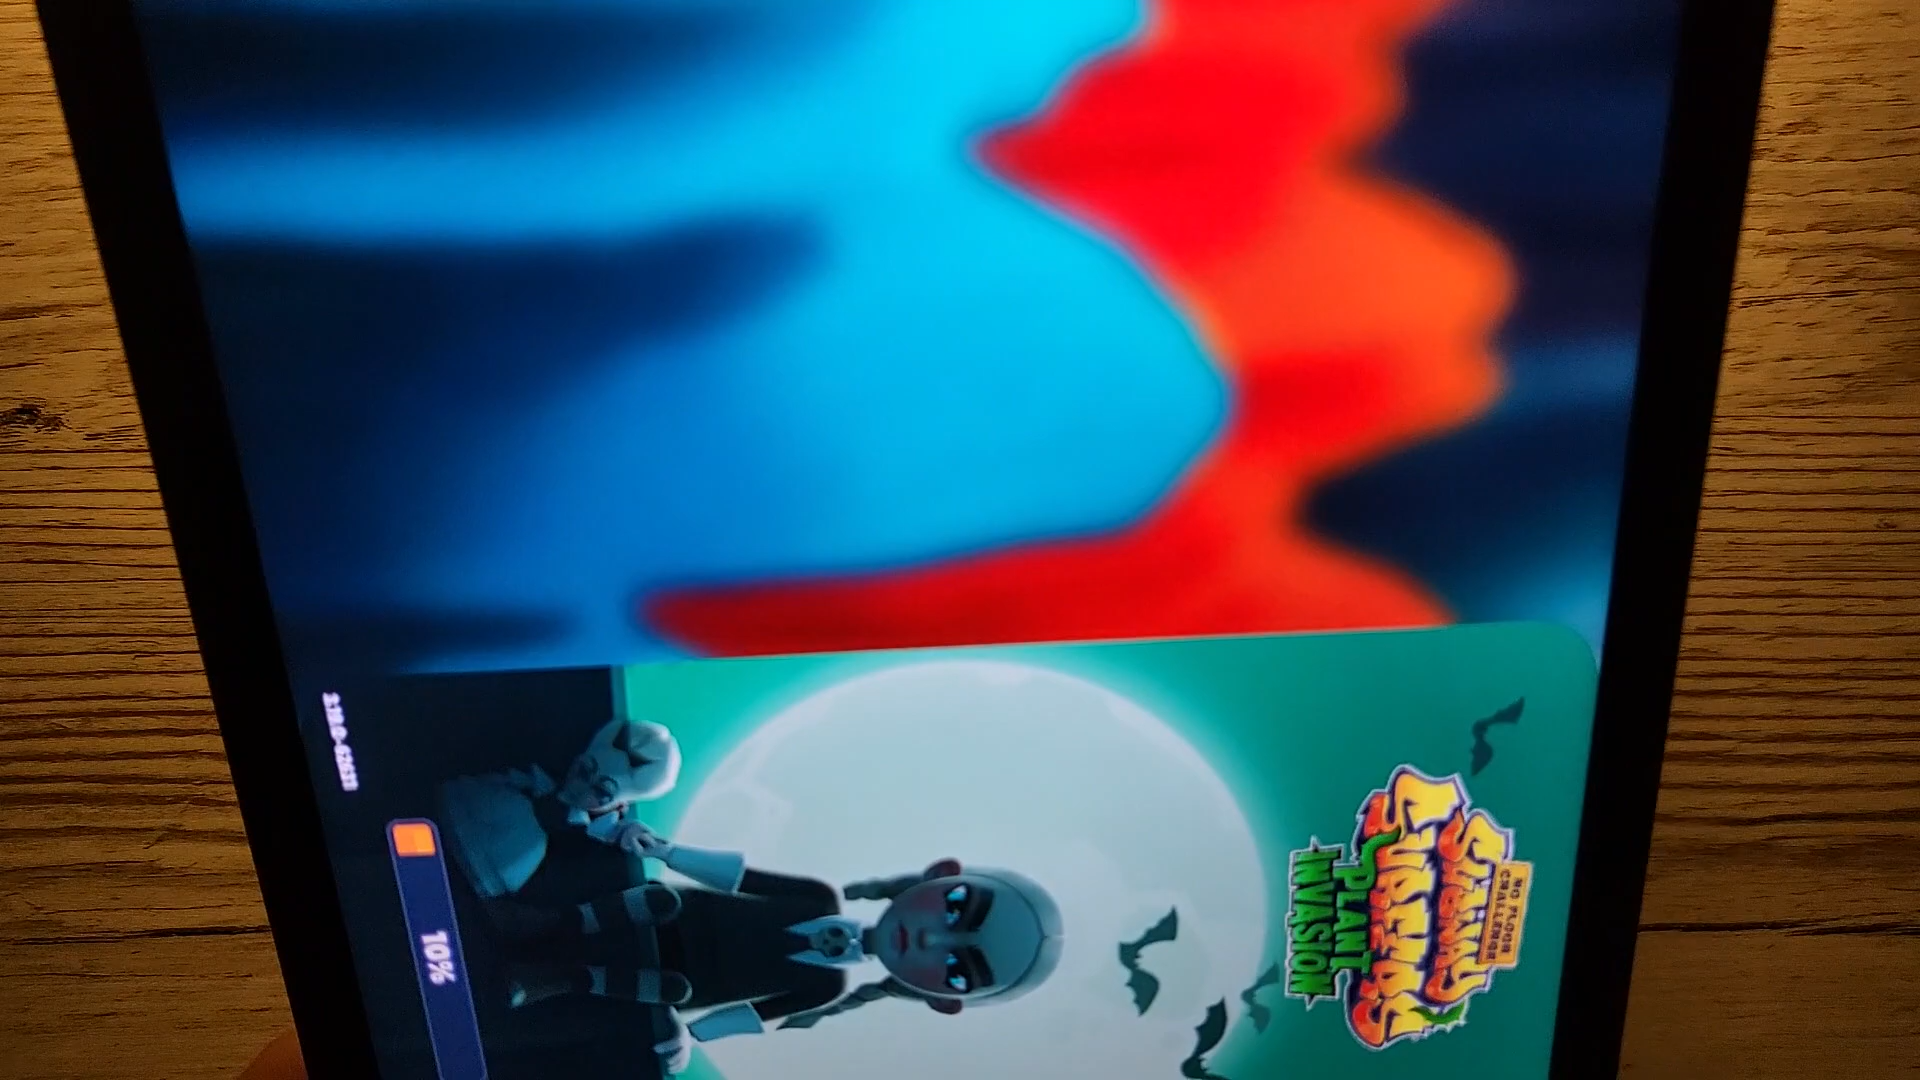 NO FLOOR
CHALLENGE
SUBWAY
SURFERS
PLANT
INVASION
10%